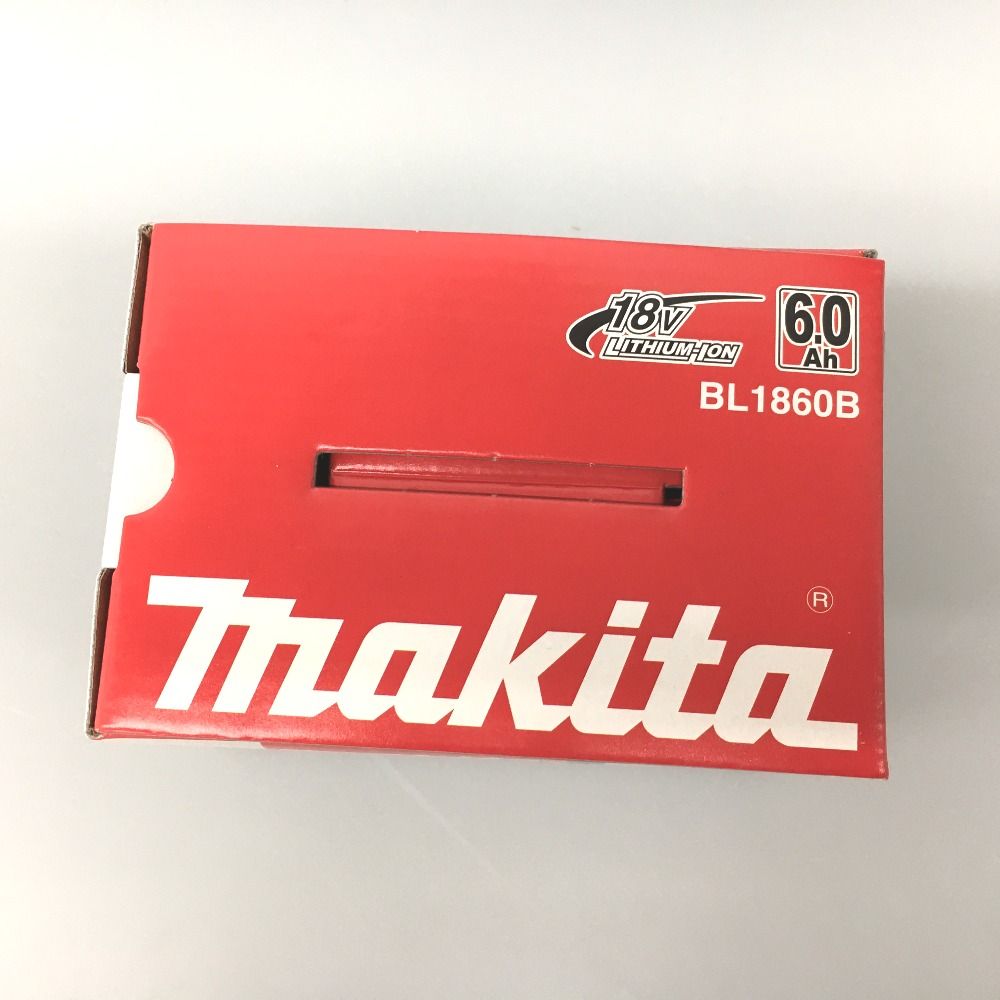 18V
LITHIUM-ION
6.0
Ah
BL1860B
makita
®